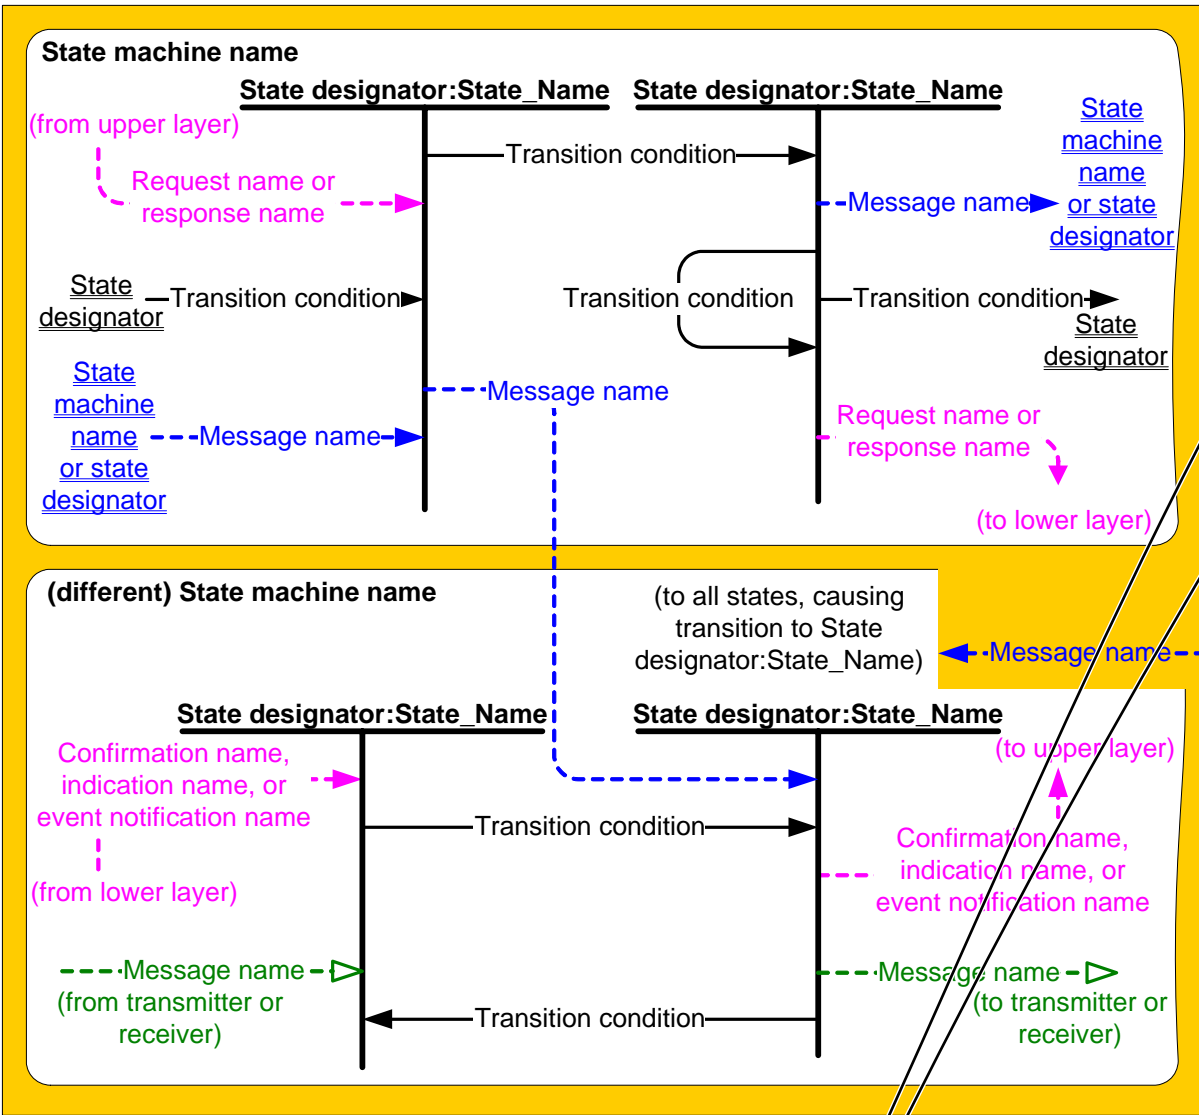 State machine name
State designator:State_Name
State designator:State_Name
(from upper layer)
Request name or
response name
Transition condition
State
machine
name
or state
designator
Message name
State
designator
Transition condition
Transition condition
Transition condition
State
designator
State
machine
name
or state
designator
Message name
Message name
Request name or
response name
(to lower layer)
(different) State machine name
(to all states, causing
transition to State
designator:State_Name)
Message name
State designator:State_Name
State designator:State_Name
Confirmation name,
indication name, or
event notification name
(from lower layer)
Transition condition
(to upper layer)
Confirmation name,
indication name, or
event notification name
Message name
(from transmitter or
receiver)
Transition condition
Message name
(to transmitter or
receiver)